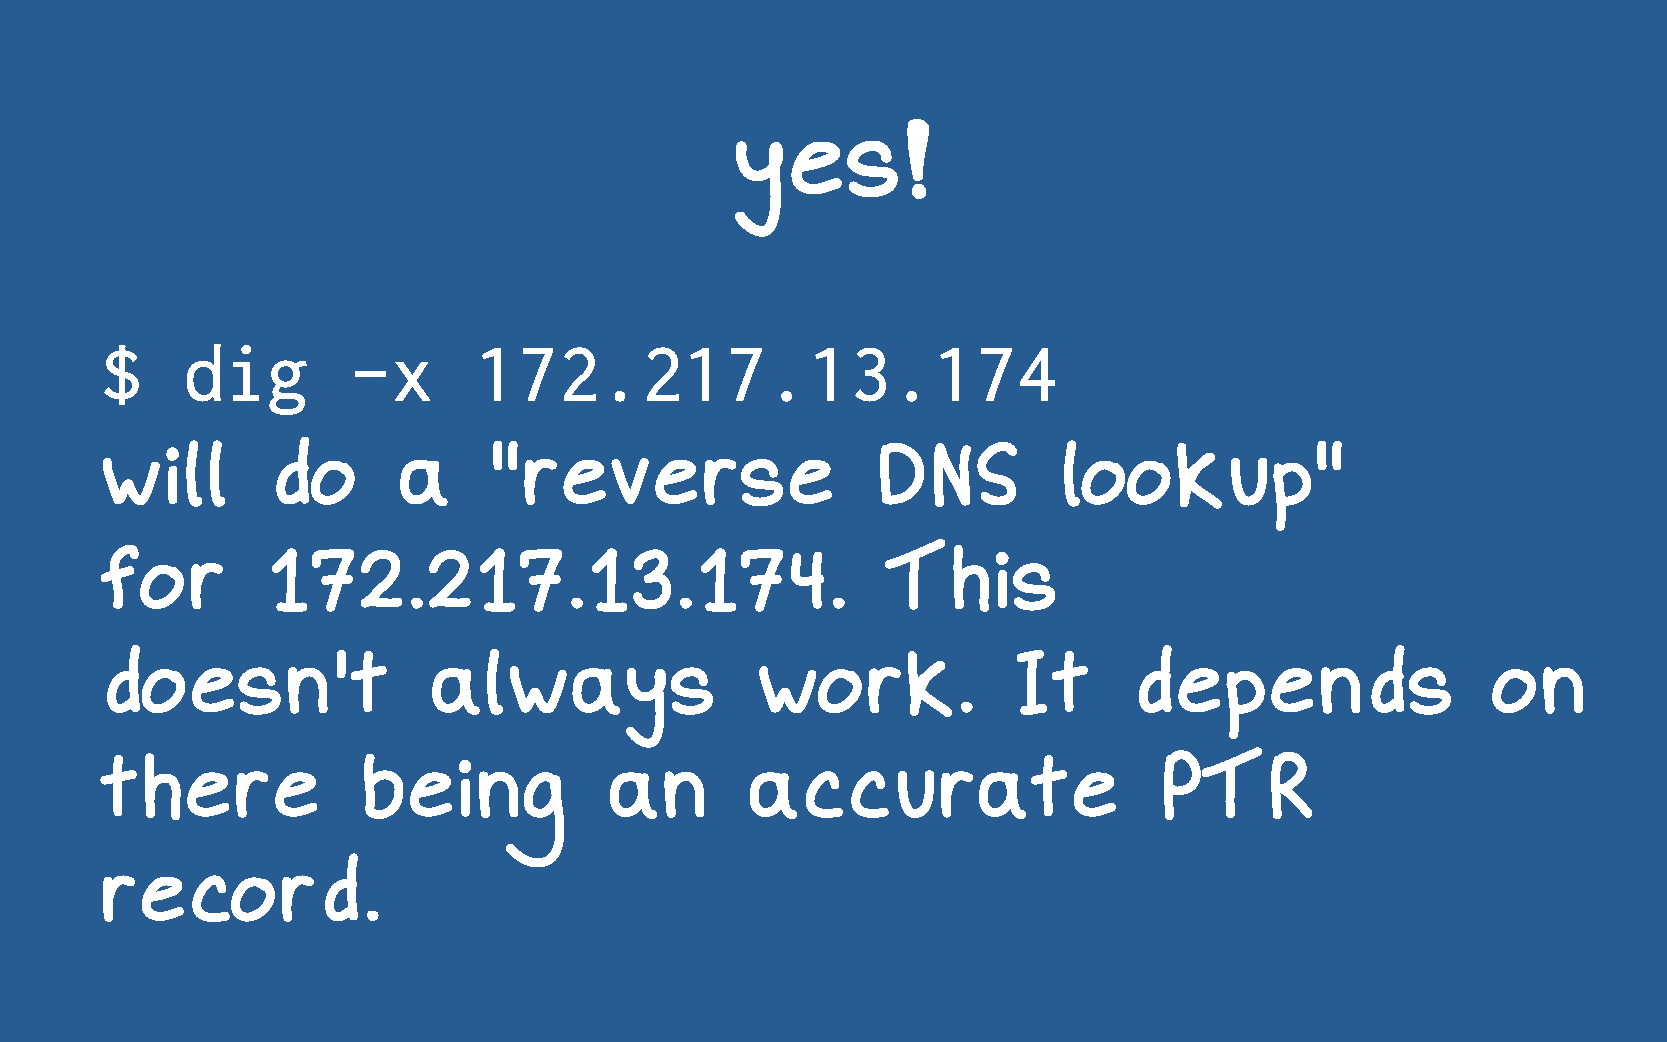 yes!
$ dig -x 172.217.13.174
will do a "reverse DNS lookup"
for 172.217.13.174. This
doesn't always work. It depends on
there being an accurate PTR
record.